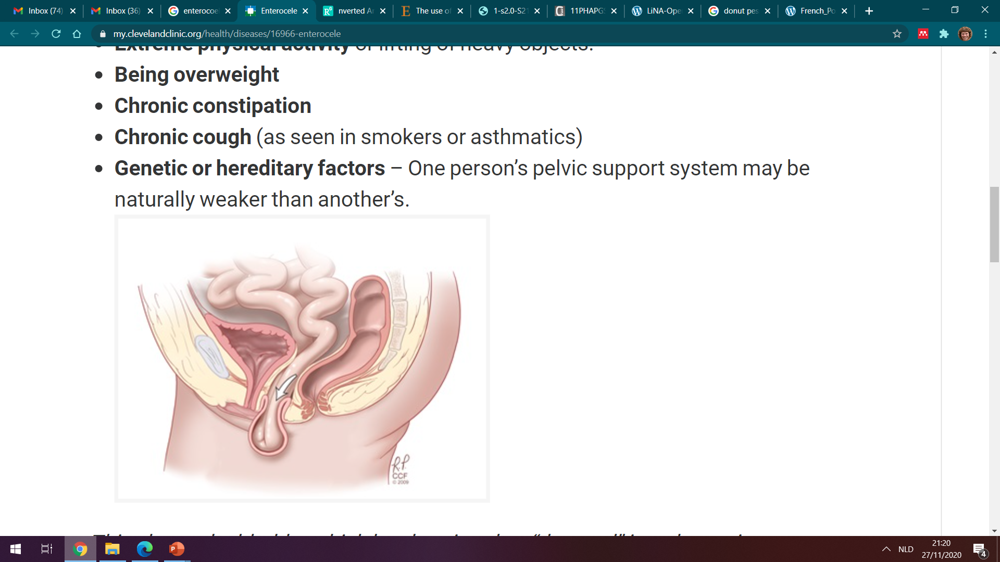 Inbox (74)
Inbox (36)
enterocoe
Enterocele
nverted A
The use of
1-s2.0-S21
11PHAPG
LiNA-Ope
donut pes
French_Po
my.clevelandclinic.org/health/diseases/16966-enterocele
Extreme physical activity or lifting of heavy objects.
• Being overweight
• Chronic constipation
• Chronic cough (as seen in smokers or asthmatics)
• Genetic or hereditary factors – One person’s pelvic support system may be
naturally weaker than another’s.
R.P.
CCF
© 2009
NLD
21:20
27/11/2020
4